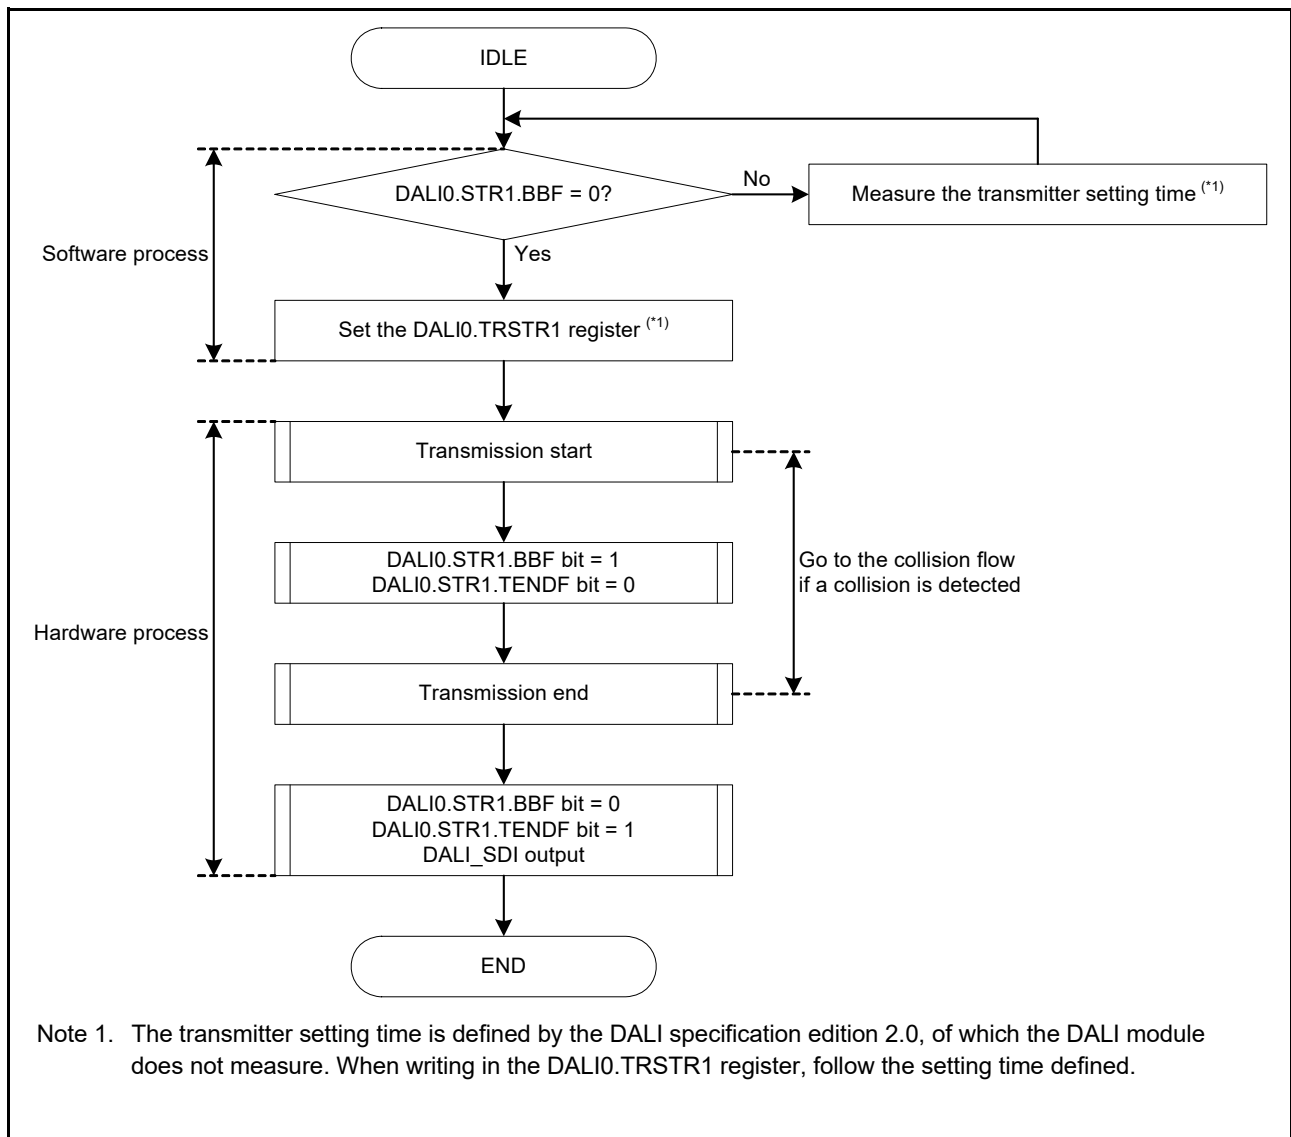 IDLE
DALI0.STR1.BBF = 0?
No
Measure the transmitter setting time (*1)
Software process
Yes
Set the DALI0.TRSTR1 register (*1)
Transmission start
DALI0.STR1.BBF bit = 1
DALI0.STR1.TENDF bit = 0
Go to the collision flow
if a collision is detected
Hardware process
Transmission end
DALI0.STR1.BBF bit = 0
DALI0.STR1.TENDF bit = 1
DALI_SDI output
END
Note 1. The transmitter setting time is defined by the DALI specification edition 2.0, of which the DALI module
does not measure. When writing in the DALI0.TRSTR1 register, follow the setting time defined.